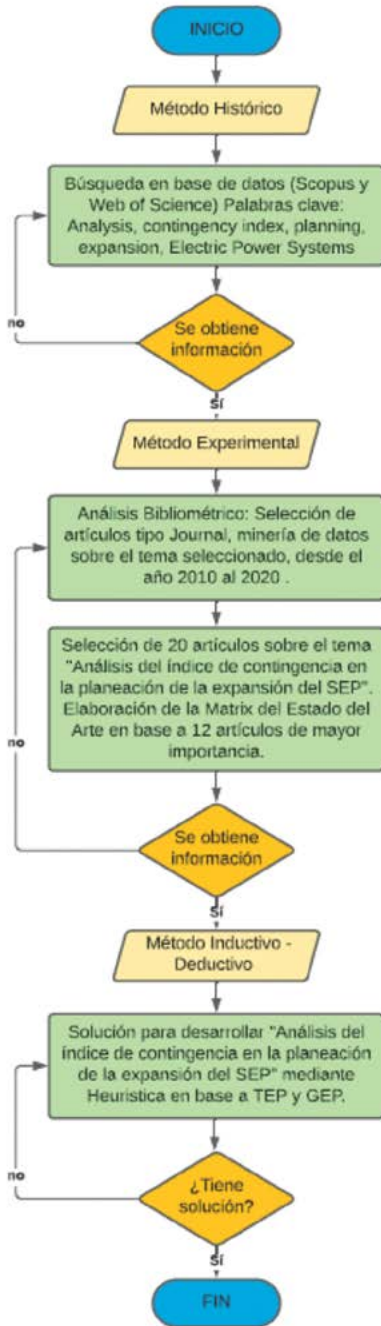 INICIO
Método Histórico
Búsqueda en base de datos (Scopus y
Web of Science) Palabras clave:
Analysis, contingency index, planning,
expansion, Electric Power Systems
no
Se obtiene
información
Sí
Método Experimental
Análisis Bibliométrico: Selección de
artículos tipo Journal, minería de datos
sobre el tema seleccionado, desde el
año 2010 al 2020 .
Selección de 20 artículos sobre el tema
"Análisis del índice de contingencia en
la planeación de la expansión del SEP".
Elaboración de la Matrix del Estado del
Arte en base a 12 artículos de mayor
importancia.
no
Se obtiene
información
Sí
Método Inductivo -
Deductivo
Solución para desarrollar "Análisis del
índice de contingencia en la planeación
de la expansión del SEP" mediante
Heuristica en base a TEP y GEP.
no
¿Tiene
solución?
Sí
FIN